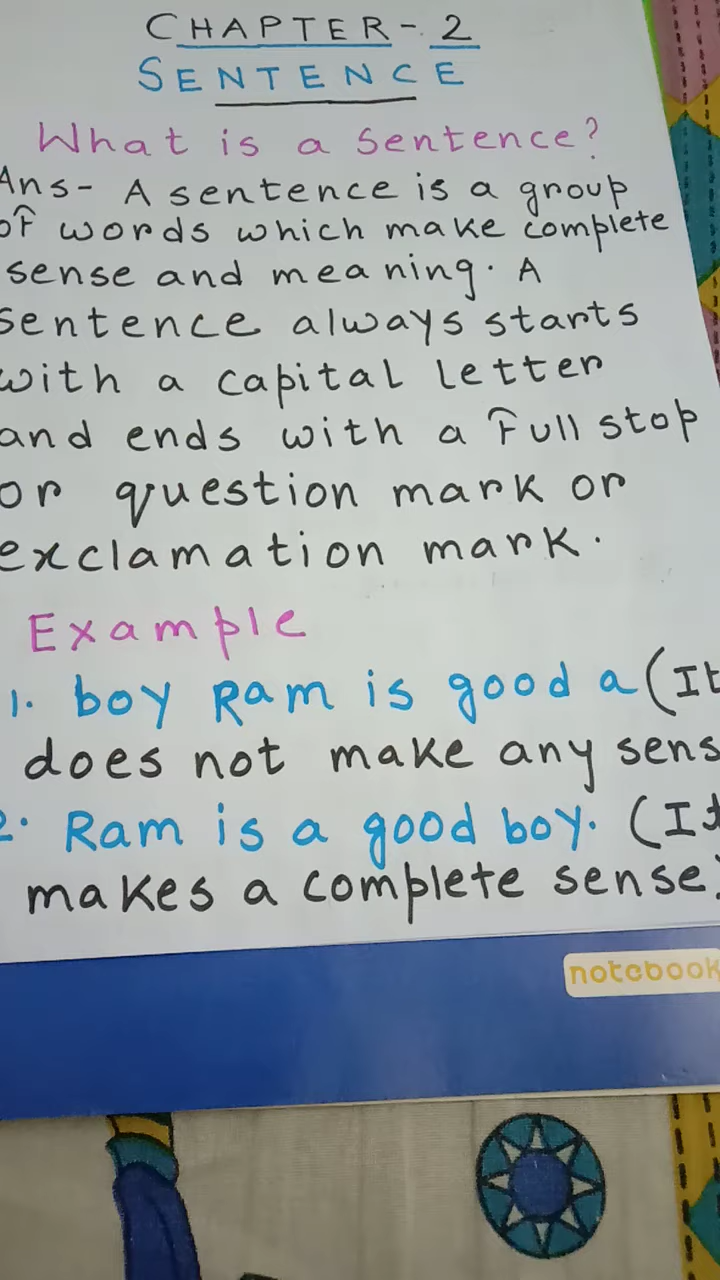 CHAPTER-2
SENTENCE
What is a sentence?
Ans- A sentence is a group
of words which make complete
sense and meaning. A
sentence always starts
with a capital letter
and ends with a full stop
or question mark or
exclamation mark.
Example
1. boy Ram is good a (It
does not make any sens
2. Ram is a good boy. (It
makes a complete sense.
notebook